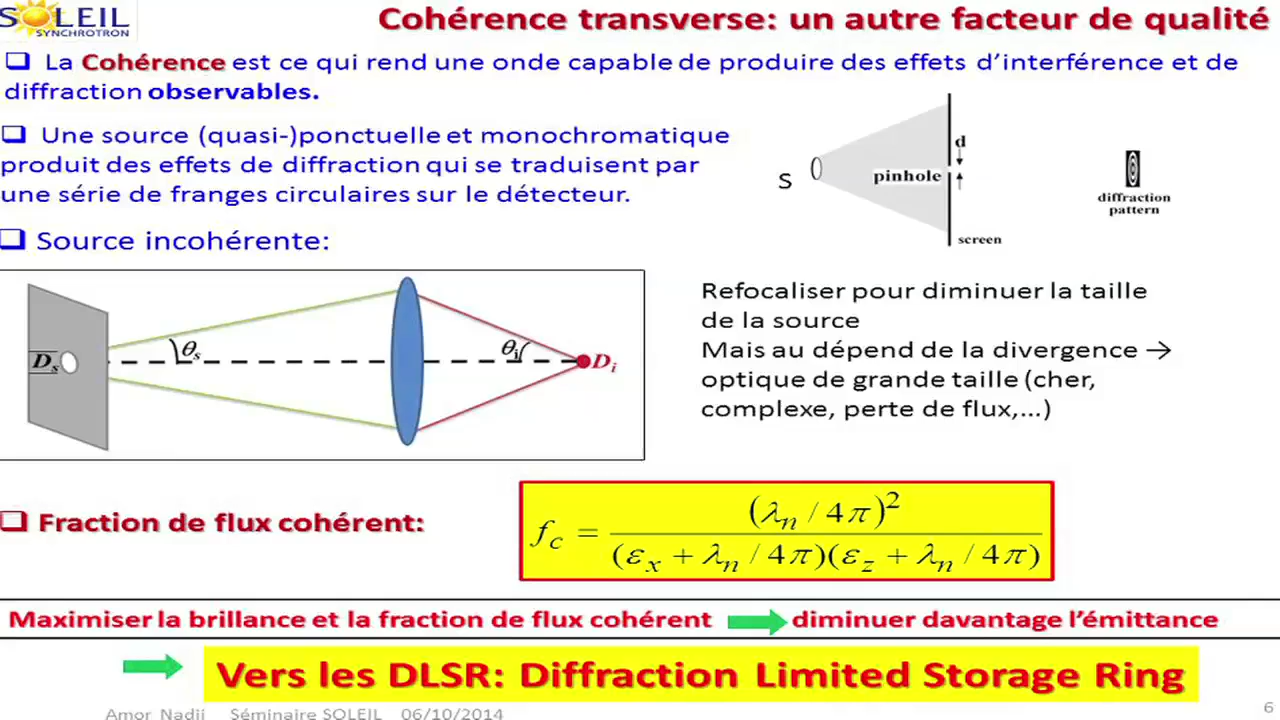 SOLEIL
SYNCHROTRON
Cohérence transverse: un autre facteur de qualité
❑ La Cohérence est ce qui rend une onde capable de produire des effets d’interférence et de
diffraction observables.
❑ Une source (quasi-)ponctuelle et monochromatique
produit des effets de diffraction qui se traduisent par
une série de franges circulaires sur le détecteur.
S
d
pinhole
diffraction
pattern
screen
❑ Source incohérente:
Ds θs θi Di
Refocaliser pour diminuer la taille
de la source
Mais au dépend de la divergence →
optique de grande taille (cher,
complexe, perte de flux,...)
❑ Fraction de flux cohérent:
f_c = (λ_n / 4π)² / (ε_x + λ_n / 4π)(ε_z + λ_n / 4π)
Maximiser la brillance et la fraction de flux cohérent diminuer davantage l’émittance
Vers les DLSR: Diffraction Limited Storage Ring
Amor Nadji Séminaire SOLEIL 06/10/2014
6